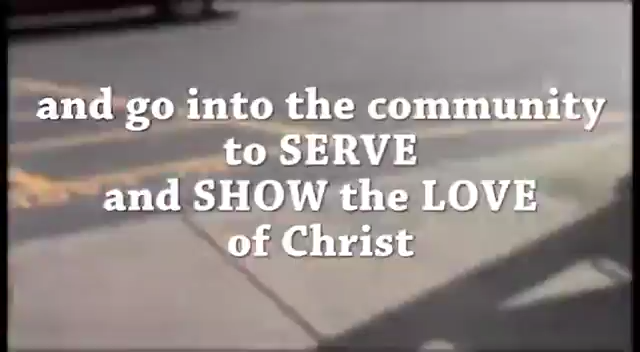 and go into the community
to SERVE
and SHOW the LOVE
of Christ